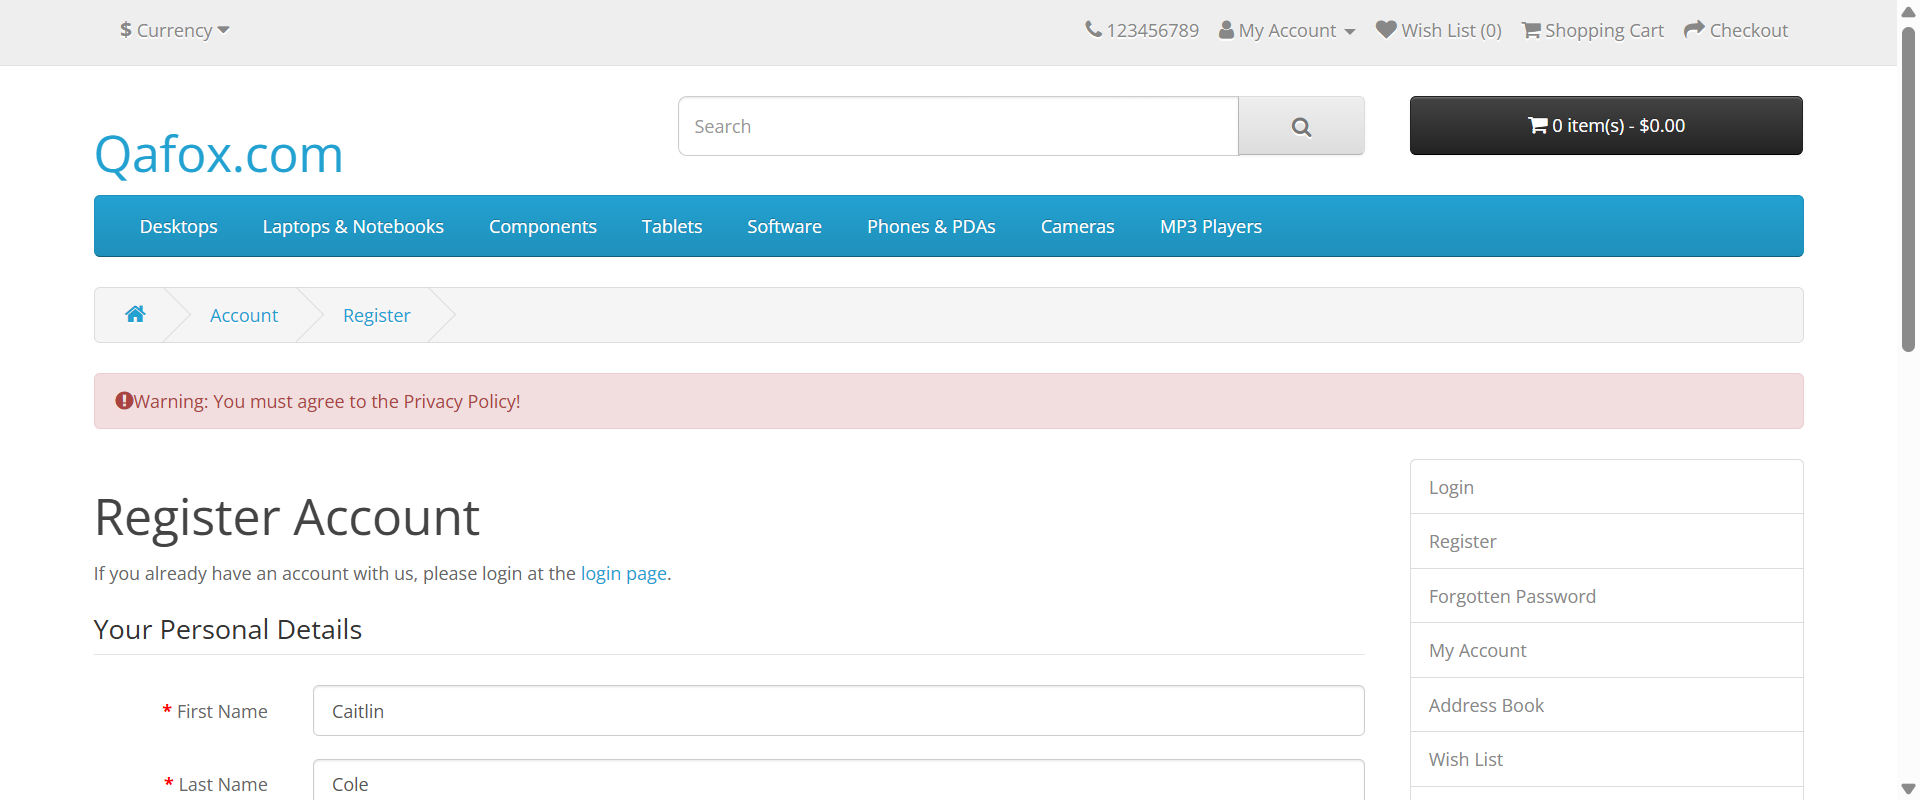 $ Currency
123456789 My Account Wish List (0) Shopping Cart Checkout
Qafox.com
Search
0 item(s) - $0.00
Desktops Laptops & Notebooks Components Tablets Software Phones & PDAs Cameras MP3 Players
Account Register
Warning: You must agree to the Privacy Policy!
Register Account
If you already have an account with us, please login at the login page.
Your Personal Details
* First Name Caitlin
* Last Name Cole
Login
Register
Forgotten Password
My Account
Address Book
Wish List